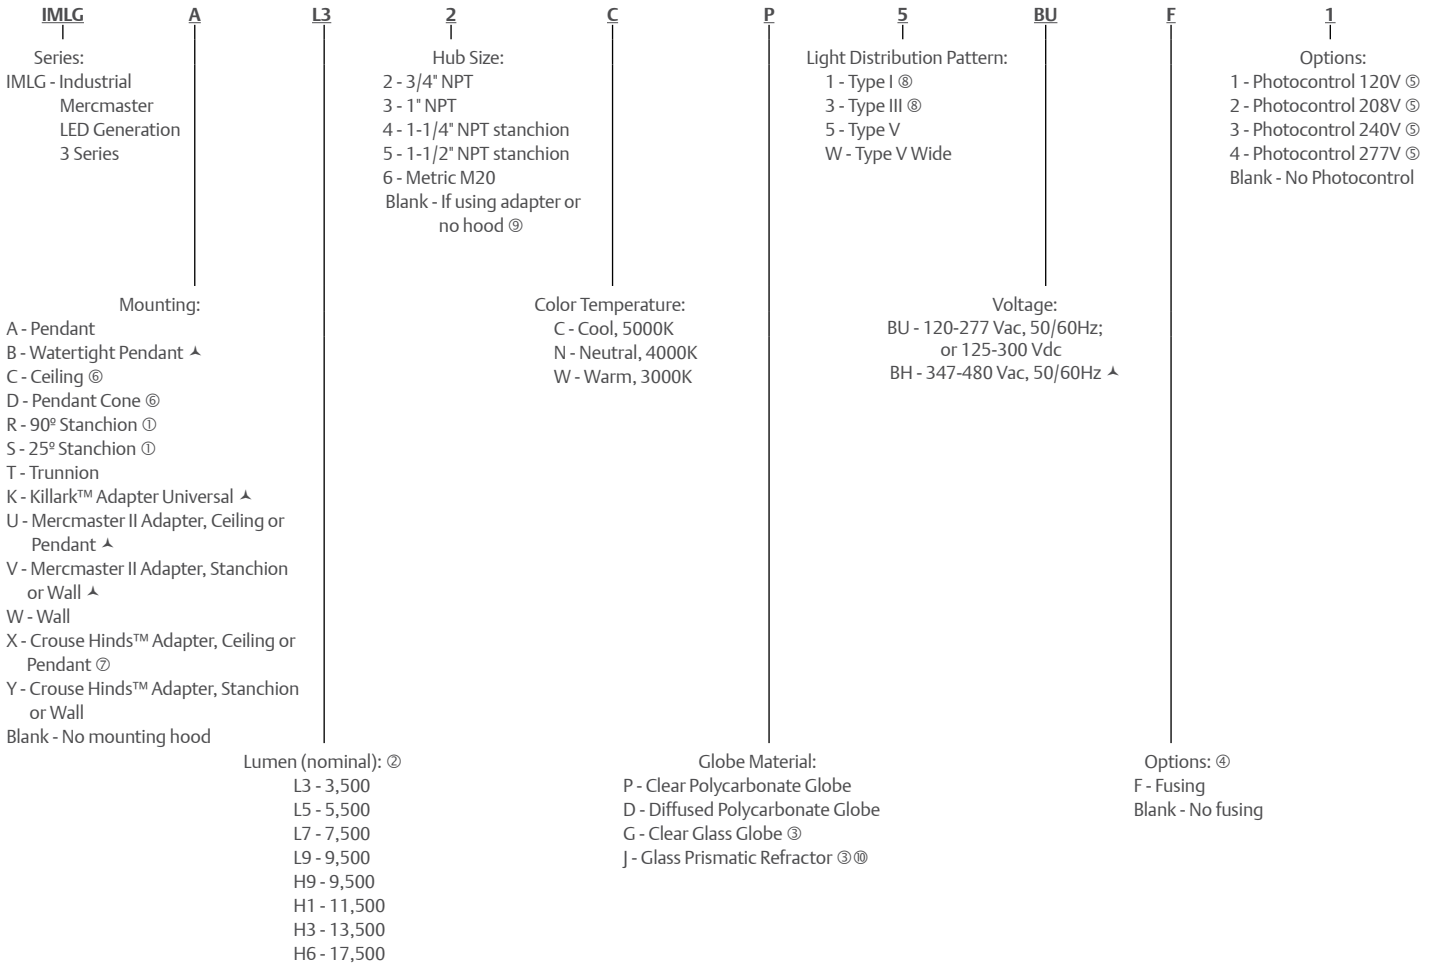 IMLG A L3 2 C P 5 BU F 1
Series:
IMLG - Industrial
Mercmaster
LED Generation
3 Series
Hub Size:
2 - 3/4" NPT
3 - 1" NPT
4 - 1-1/4" NPT stanchion
5 - 1-1/2" NPT stanchion
6 - Metric M20
Blank - If using adapter or
no hood ⑨
Light Distribution Pattern:
1 - Type I ⑧
3 - Type III ⑧
5 - Type V
W - Type V Wide
Options:
1 - Photocontrol 120V ⑤
2 - Photocontrol 208V ⑤
3 - Photocontrol 240V ⑤
4 - Photocontrol 277V ⑤
Blank - No Photocontrol
Mounting:
A - Pendant
B - Watertight Pendant ⅄
C - Ceiling ⑥
D - Pendant Cone ⑥
R - 90º Stanchion ①
S - 25º Stanchion ①
T - Trunnion
K - Killark™ Adapter Universal ⅄
U - Mercmaster II Adapter, Ceiling or
Pendant ⅄
V - Mercmaster II Adapter, Stanchion
or Wall ⅄
W - Wall
X - Crouse Hinds™ Adapter, Ceiling or
Pendant ⑦
Y - Crouse Hinds™ Adapter, Stanchion
or Wall
Blank - No mounting hood
Color Temperature:
C - Cool, 5000K
N - Neutral, 4000K
W - Warm, 3000K
Voltage:
BU - 120-277 Vac, 50/60Hz;
or 125-300 Vdc
BH - 347-480 Vac, 50/60Hz ⅄
Lumen (nominal): ②
L3 - 3,500
L5 - 5,500
L7 - 7,500
L9 - 9,500
H9 - 9,500
H1 - 11,500
H3 - 13,500
H6 - 17,500
Globe Material:
P - Clear Polycarbonate Globe
D - Diffused Polycarbonate Globe
G - Clear Glass Globe ③
J - Glass Prismatic Refractor ③⑩
Options: ④
F - Fusing
Blank - No fusing